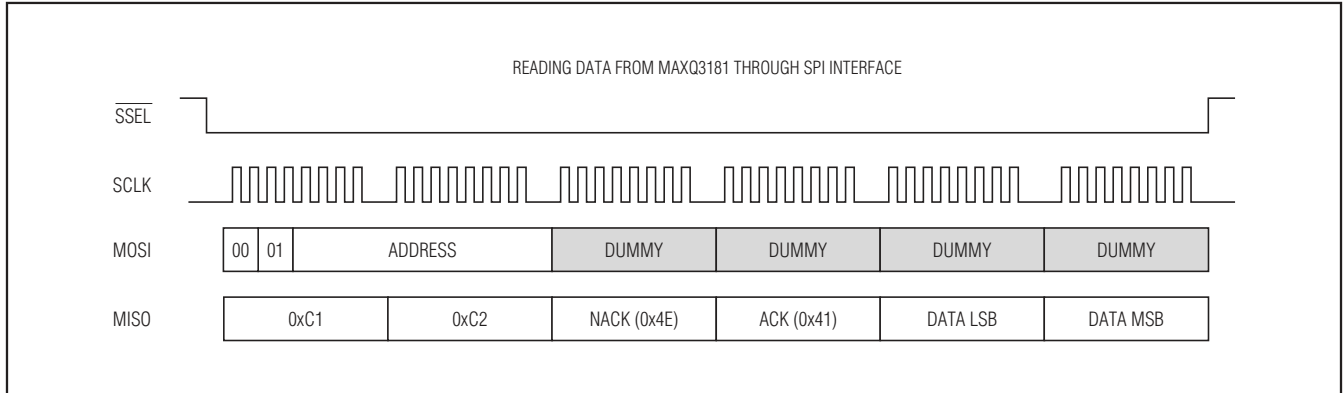 READING DATA FROM MAXQ3181 THROUGH SPI INTERFACE
SSEL
SCLK
MOSI 00 01 ADDRESS DUMMY DUMMY DUMMY DUMMY
MISO 0xC1 0xC2 NACK (0x4E) ACK (0x41) DATA LSB DATA MSB